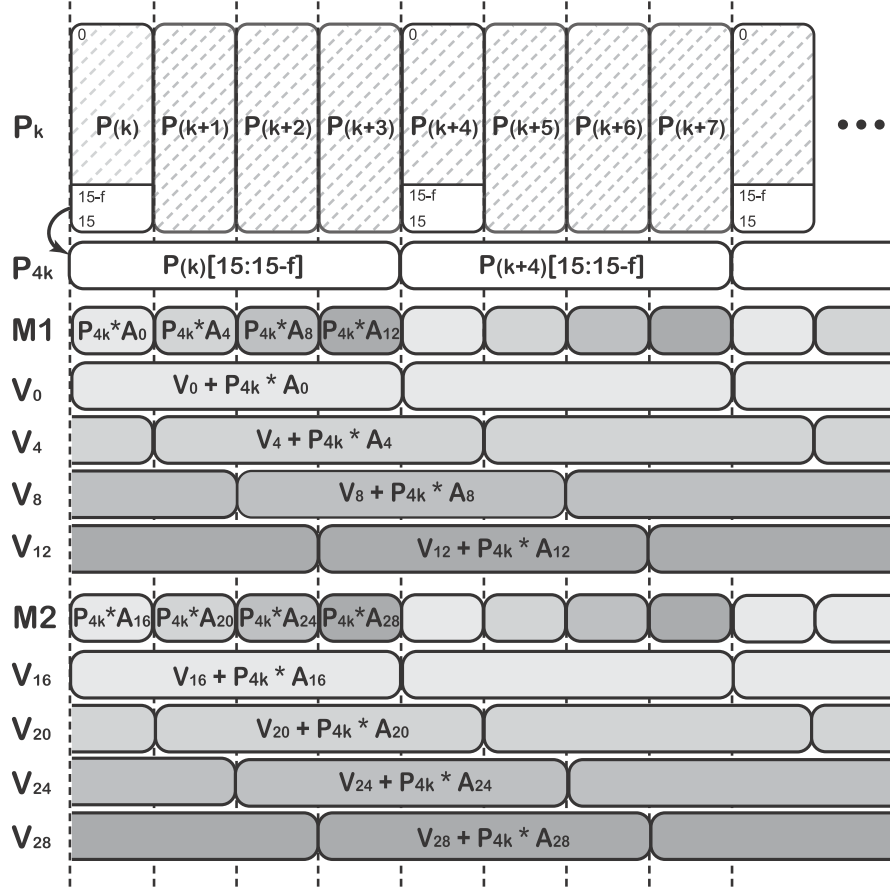 0 0 0
Pk P(k) P(k+1) P(k+2) P(k+3) P(k+4) P(k+5) P(k+6) P(k+7) •••
15-f 15-f 15-f
15 15 15
P4k P(k)[15:15-f] P(k+4)[15:15-f]
M1 P4k*A0 P4k*A4 P4k*A8 P4k*A12
V0 V0 + P4k * A0
V4 V4 + P4k * A4
V8 V8 + P4k * A8
V12 V12 + P4k * A12
M2 P4k*A16 P4k*A20 P4k*A24 P4k*A28
V16 V16 + P4k * A16
V20 V20 + P4k * A20
V24 V24 + P4k * A24
V28 V28 + P4k * A28